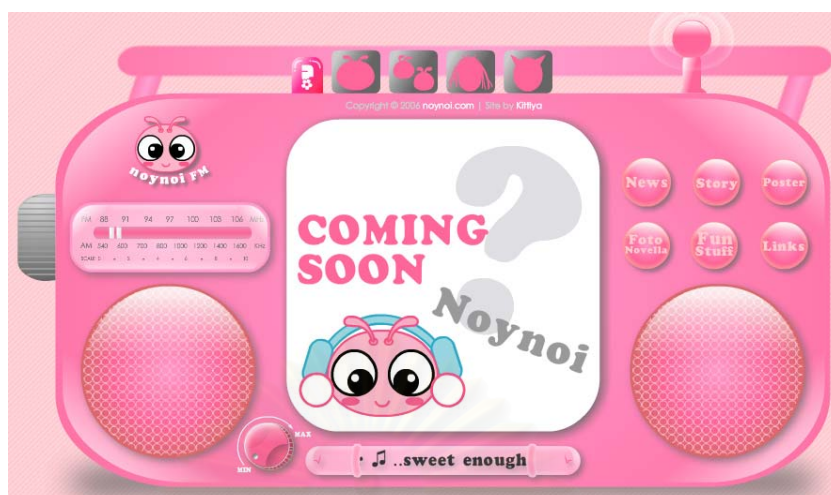 Copyright © 2006 noynoi.com | Site by Kittiya
noynoi FM
FM 88 91 94 97 100 103 106 MHz
AM 540 600 700 800 1000 1200 1400 1600 KHz
COMING
SOON
Noynoi
?
News
Story
Poster
Foto
Novella
Fun
Stuff
Links
MIN
MAX
..sweet enough